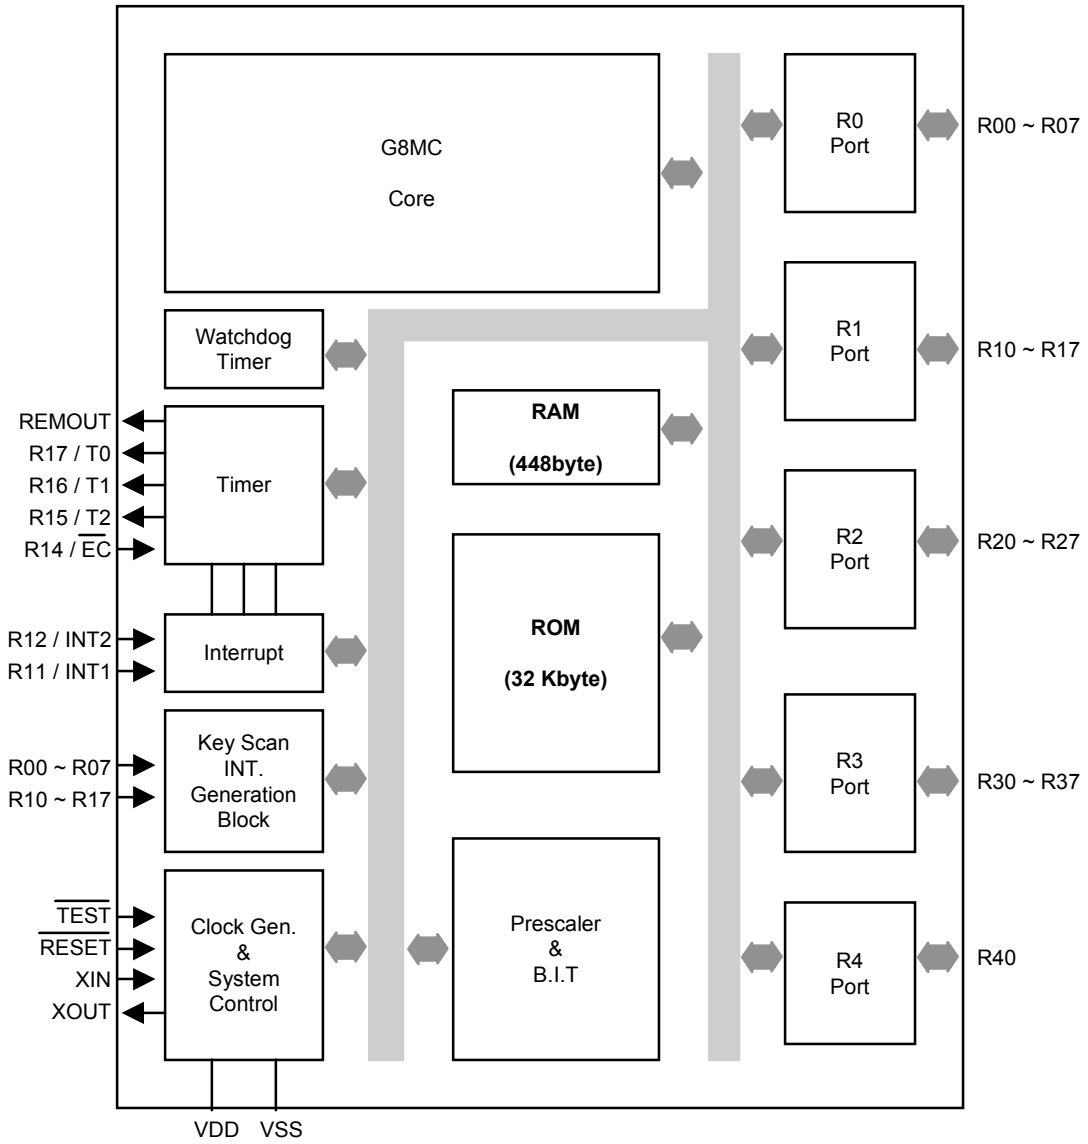 G8MC
Core
R0
Port
R00 ~ R07
R1
Port
R10 ~ R17
Watchdog
Timer
RAM
(448byte)
REMOUT
R17 / T0
R16 / T1
R15 / T2
R14 / EC
Timer
R2
Port
R20 ~ R27
ROM
(32 Kbyte)
R12 / INT2
R11 / INT1
Interrupt
R00 ~ R07
R10 ~ R17
Key Scan
INT.
Generation
Block
R3
Port
R30 ~ R37
TEST
RESET
XIN
XOUT
Clock Gen.
&
System
Control
Prescaler
&
B.I.T
R4
Port
R40
VDD VSS